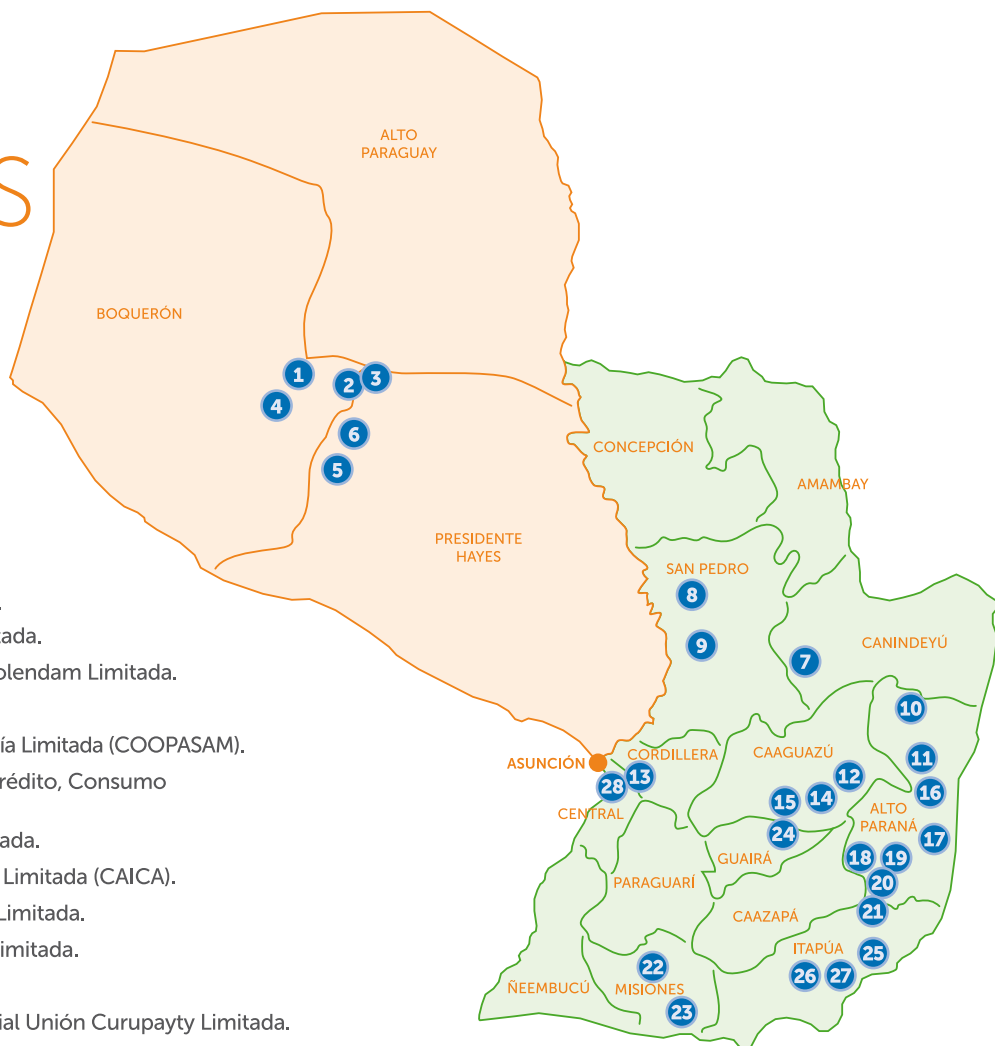 S
ALTO
PARAGUAY
BOQUERÓN
1
2
3
4
6
5
CONCEPCIÓN
AMAMBAY
PRESIDENTE
HAYES
SAN PEDRO
8
9
7
CANINDEYÚ
10
ASUNCIÓN
CORDILLERA
CAAGUAZÚ
11
28
13
12
15
14
16
CENTRAL
ALTO
PARANÁ
24
17
GUAIRÁ
18
19
PARAGUARÍ
20
CAAZAPÁ
21
ITAPÚA
25
22
26
27
ÑEEMBUCÚ
MISIONES
23
.
tada.
olendam Limitada.
ía Limitada (COOPASAM).
rédito, Consumo
ada.
Limitada (CAICA).
Limitada.
imitada.
ial Unión Curupayty Limitada.